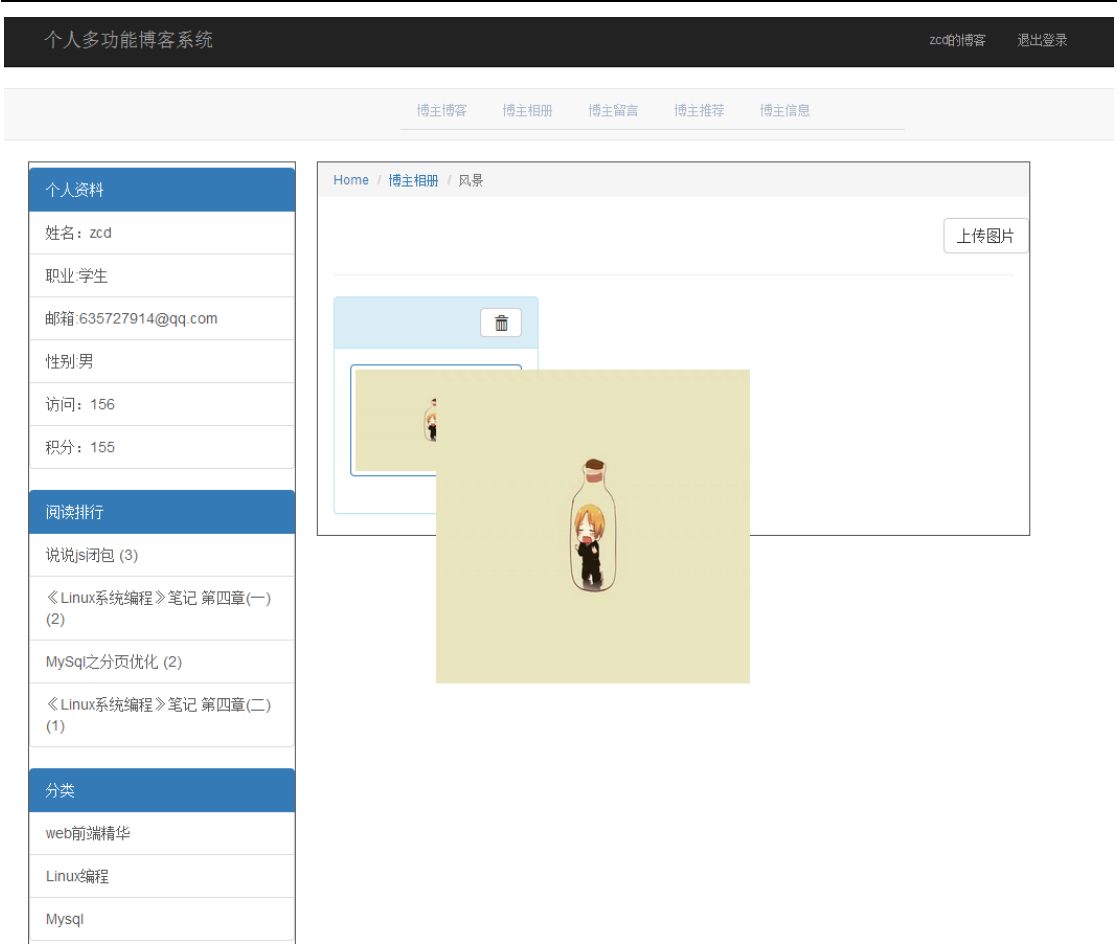 个人多功能博客系统
zcd的博客 退出登录
博主博客 博主相册 博主留言 博主推荐 博主信息
个人资料
姓名：zcd
职业:学生
邮箱:635727914@qq.com
性别:男
访问：156
积分：155
阅读排行
说说js闭包 (3)
《Linux系统编程》笔记 第四章(一)
(2)
MySql之分页优化 (2)
《Linux系统编程》笔记 第四章(二)
(1)
分类
web前端精华
Linux编程
Mysql
Home / 博主相册 / 风景
上传图片